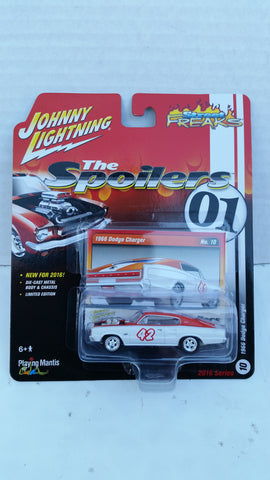 JOHNNY
LIGHTNING
Street
FREAKS
The
Spoilers
01
1966 Dodge Charger
No. 10
• NEW FOR 2016!
• DIE-CAST METAL
BODY & CHASSIS
• LIMITED EDITION
42
6+
Playing Mantis
2016 Series
10
1966 Dodge Charger